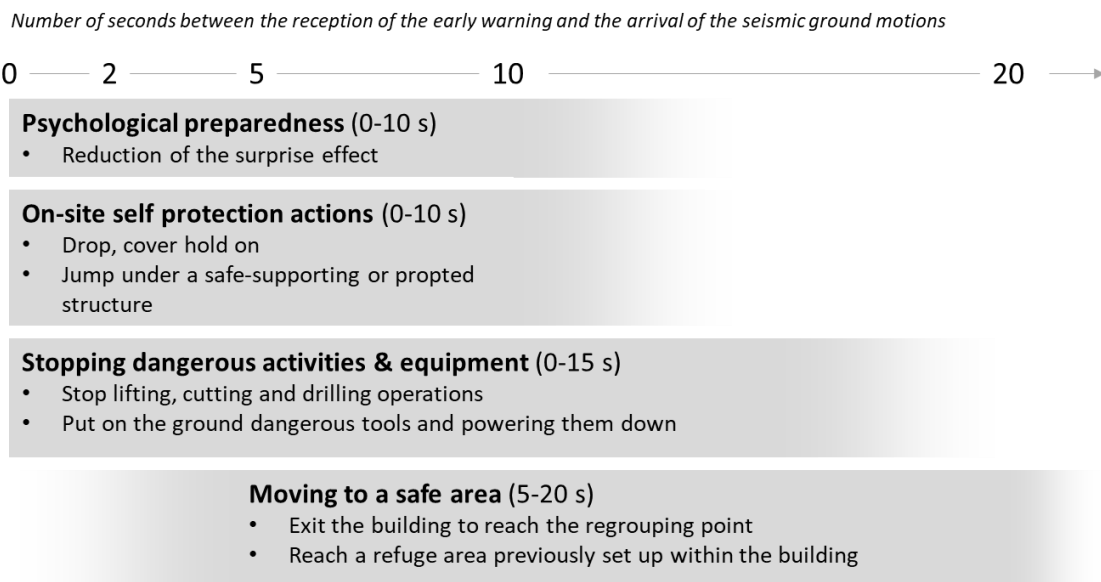 Number of seconds between the reception of the early warning and the arrival of the seismic ground motions
0 2 5 10 20
Psychological preparedness (0-10 s)
• Reduction of the surprise effect
On-site self protection actions (0-10 s)
• Drop, cover hold on
• Jump under a safe-supporting or propted
structure
Stopping dangerous activities & equipment (0-15 s)
• Stop lifting, cutting and drilling operations
• Put on the ground dangerous tools and powering them down
Moving to a safe area (5-20 s)
• Exit the building to reach the regrouping point
• Reach a refuge area previously set up within the building